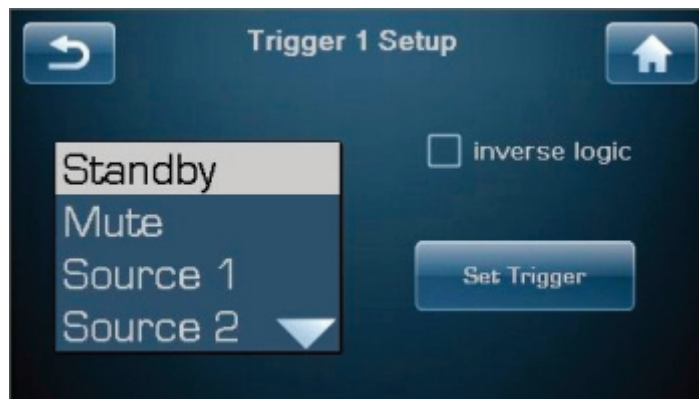 Trigger 1 Setup
Standby
Mute
Source 1
Source 2
inverse logic
Set Trigger